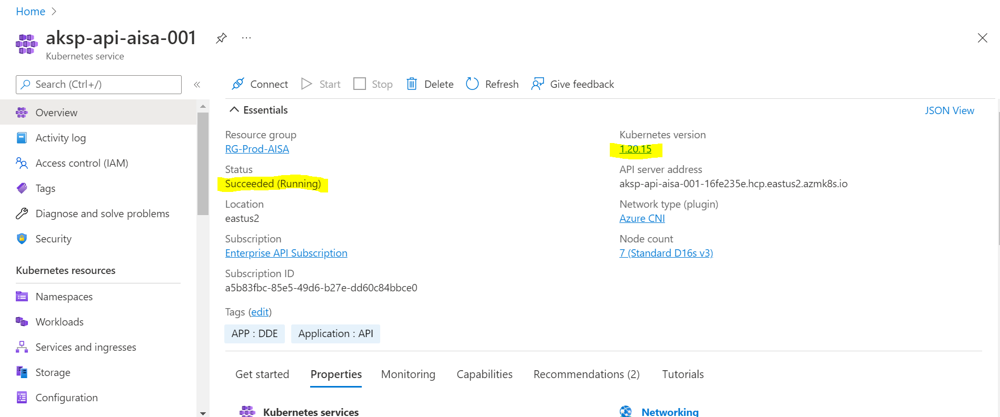 Home
aksp-api-aisa-001
Kubernetes service
Search (Ctrl+/)
Connect Start Stop Delete Refresh Give feedback
Overview
Activity log
Access control (IAM)
Tags
Diagnose and solve problems
Security
Kubernetes resources
Namespaces
Workloads
Services and ingresses
Storage
Configuration
Essentials
JSON View
Resource group
RG-Prod-AISA
Status
Succeeded (Running)
Location
eastus2
Subscription
Enterprise API Subscription
Subscription ID
a5b83fbc-85e5-49d6-b27e-dd60c84bbce0
Kubernetes version
1.20.15
API server address
aksp-api-aisa-001-16fe235e.hcp.eastus2.azmk8s.io
Network type (plugin)
Azure CNI
Node count
7 (Standard D16s v3)
Tags (edit)
APP : DDE Application : API
Get started Properties Monitoring Capabilities Recommendations (2) Tutorials
Kubernetes services
Networking